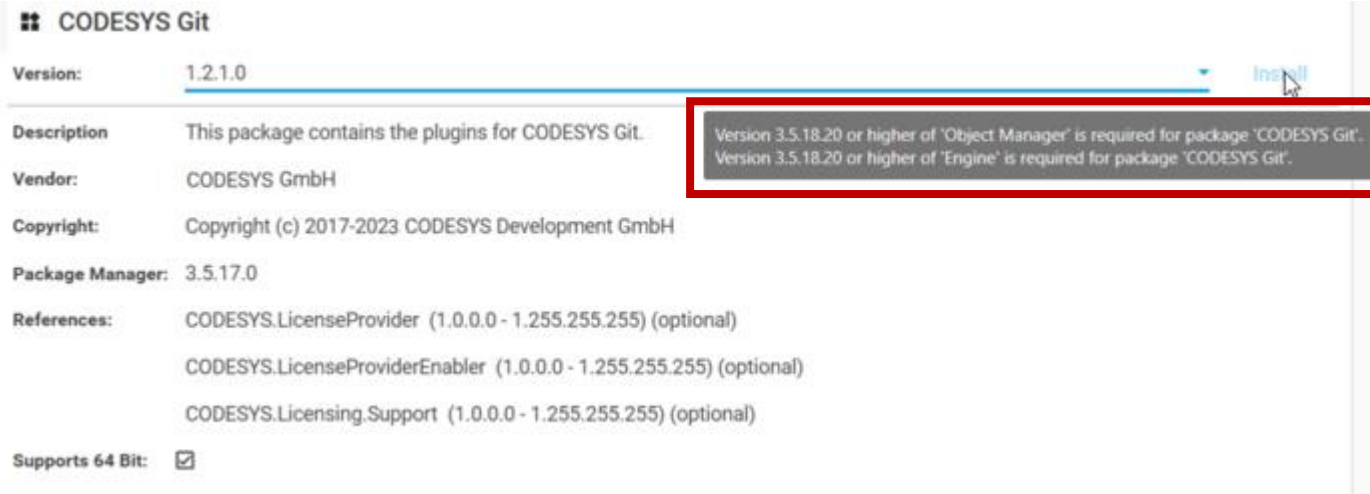 CODESYS Git
Version: 1.2.1.0 Install
Description This package contains the plugins for CODESYS Git.
Version 3.5.18.20 or higher of 'Object Manager' is required for package 'CODESYS Git'.
Version 3.5.18.20 or higher of 'Engine' is required for package 'CODESYS Git'.
Vendor: CODESYS GmbH
Copyright: Copyright (c) 2017-2023 CODESYS Development GmbH
Package Manager: 3.5.17.0
References: CODESYS.LicenseProvider (1.0.0.0 - 1.255.255.255) (optional)
CODESYS.LicenseProviderEnabler (1.0.0.0 - 1.255.255.255) (optional)
CODESYS.Licensing.Support (1.0.0.0 - 1.255.255.255) (optional)
Supports 64 Bit: